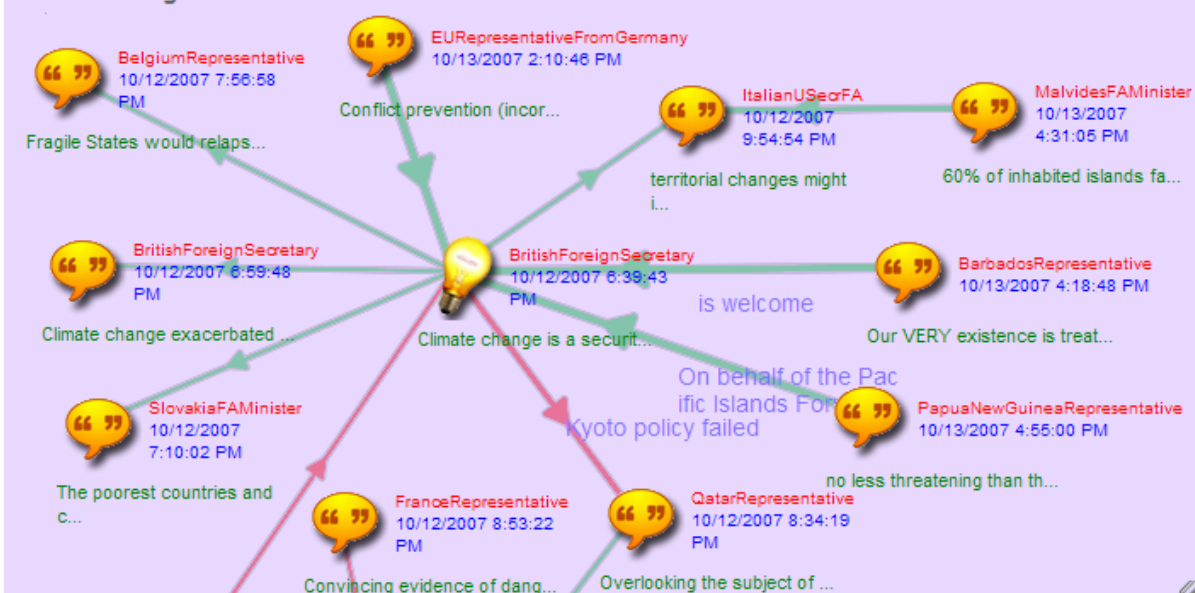 BelgiumRepresentative
10/12/2007 7:56:58
PM
Fragile States would relaps...
EURepresentativeFromGermany
10/13/2007 2:10:46 PM
Conflict prevention (incor...
ItalianUSecrFA
10/12/2007
9:54:54 PM
territorial changes might
i...
MalvidesFAMinister
10/13/2007
4:31:05 PM
60% of inhabited islands fa...
BritishForeignSecretary
10/12/2007 6:59:48
PM
Climate change exacerbated ...
BritishForeignSecretary
10/12/2007 6:39:43
PM
Climate change is a securit...
is welcome
BarbadosRepresentative
10/13/2007 4:18:48 PM
Our VERY existence is treat...
On behalf of the Pac
ific Islands For
Kyoto policy failed
PapuaNewGuineaRepresentative
10/13/2007 4:55:00 PM
no less threatening than th...
SlovakiaFAMinister
10/12/2007
7:10:02 PM
The poorest countries and
c...
FranceRepresentative
10/12/2007 8:53:22
PM
Convincing evidence of dang...
QatarRepresentative
10/12/2007 8:34:19
PM
Overlooking the subject of ...